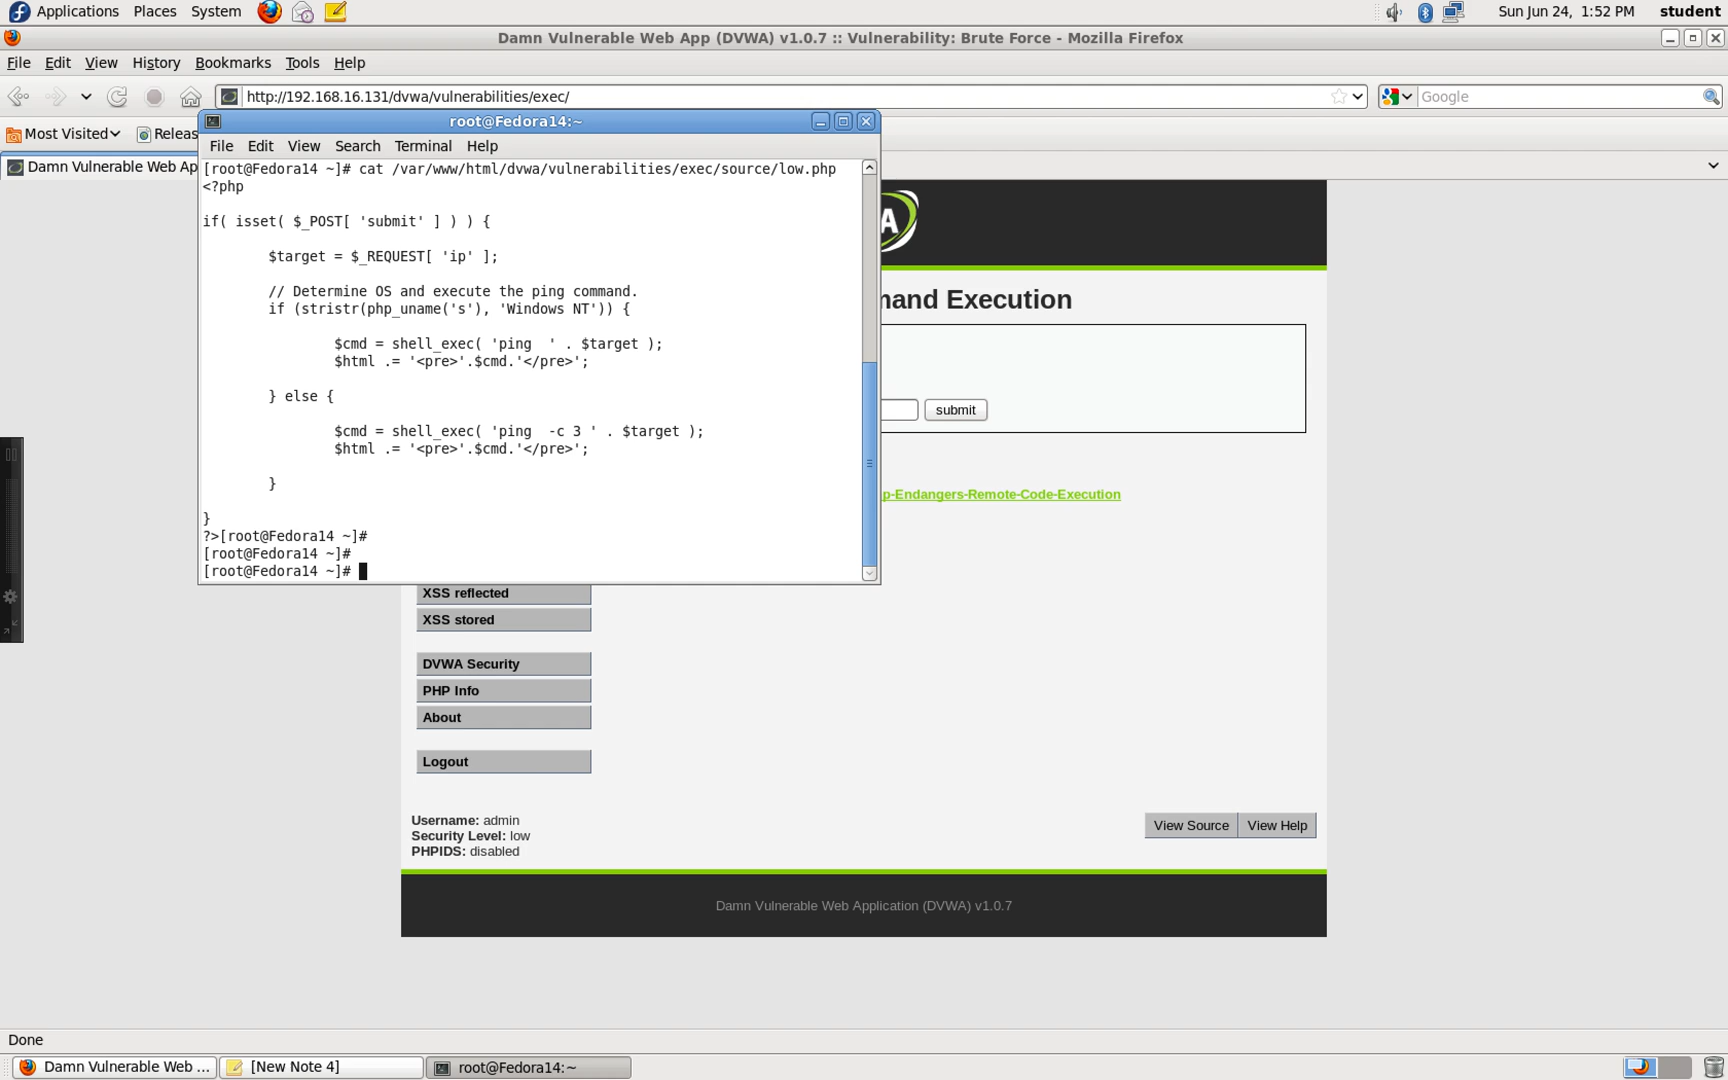 Applications Places System Sun Jun 24, 1:52 PM student
Damn Vulnerable Web App (DVWA) v1.0.7 :: Vulnerability: Brute Force - Mozilla Firefox
File Edit View History Bookmarks Tools Help
http://192.168.16.131/dvwa/vulnerabilities/exec/ Google
Most Visited Releas
Damn Vulnerable Web Ap
root@Fedora14:~
File Edit View Search Terminal Help
[root@Fedora14 ~]# cat /var/www/html/dvwa/vulnerabilities/exec/source/low.php
<?php
if( isset( $_POST[ 'submit' ] ) ) {
$target = $_REQUEST[ 'ip' ];
// Determine OS and execute the ping command.
if (stristr(php_uname('s'), 'Windows NT')) {
$cmd = shell_exec( 'ping  ' . $target );
$html .= '<pre>'.$cmd.'</pre>';
} else {
$cmd = shell_exec( 'ping  -c 3 ' . $target );
$html .= '<pre>'.$cmd.'</pre>';
}
}
?>[root@Fedora14 ~]#
[root@Fedora14 ~]#
[root@Fedora14 ~]#
A
mand Execution
submit
p-Endangers-Remote-Code-Execution
XSS reflected
XSS stored
DVWA Security
PHP Info
About
Logout
Username: admin
Security Level: low
PHPIDS: disabled
View Source View Help
Damn Vulnerable Web Application (DVWA) v1.0.7
Done
Damn Vulnerable Web ... [New Note 4] root@Fedora14:~